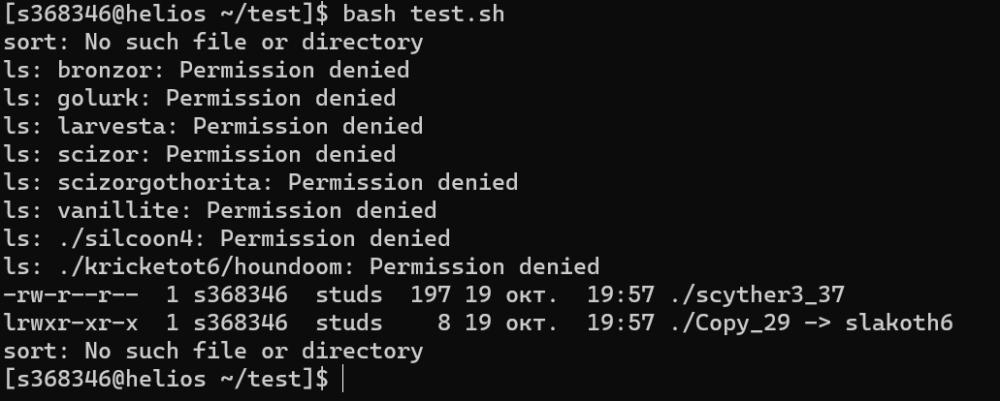 [s368346@helios ~/test]$ bash test.sh
sort: No such file or directory
ls: bronzor: Permission denied
ls: golurk: Permission denied
ls: larvesta: Permission denied
ls: scizor: Permission denied
ls: scizorgothorita: Permission denied
ls: vanillite: Permission denied
ls: ./silcoon4: Permission denied
ls: ./kricketot6/houndoom: Permission denied
-rw-r--r--  1 s368346  studs  197 19 окт.  19:57 ./scyther3_37
lrwxr-xr-x  1 s368346  studs    8 19 окт.  19:57 ./Copy_29 -> slakoth6
sort: No such file or directory
[s368346@helios ~/test]$